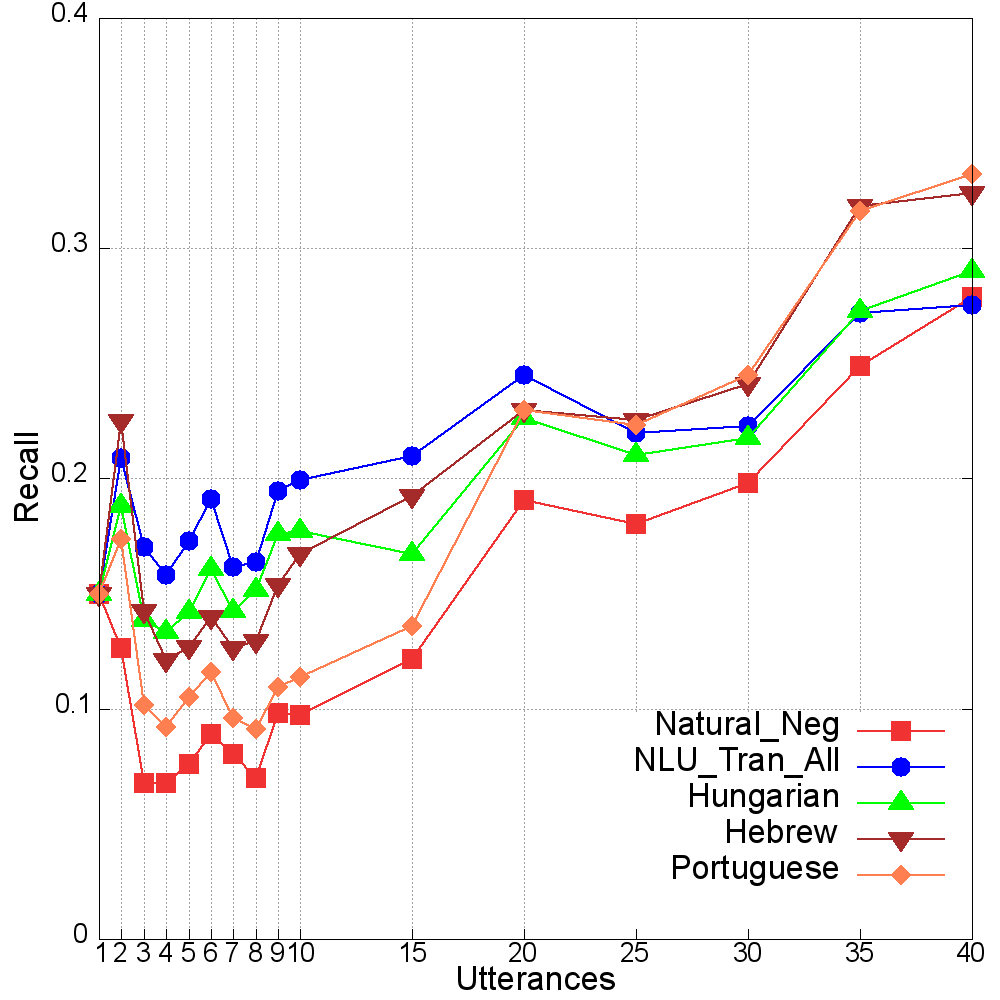 0.4
0.3
0.2
0.1
0
Recall
Natural_Neg
NLU_Tran_All
Hungarian
Hebrew
Portuguese
1 2 3 4 5 6 7 8 9 10 15 20 25 30 35 40
Utterances